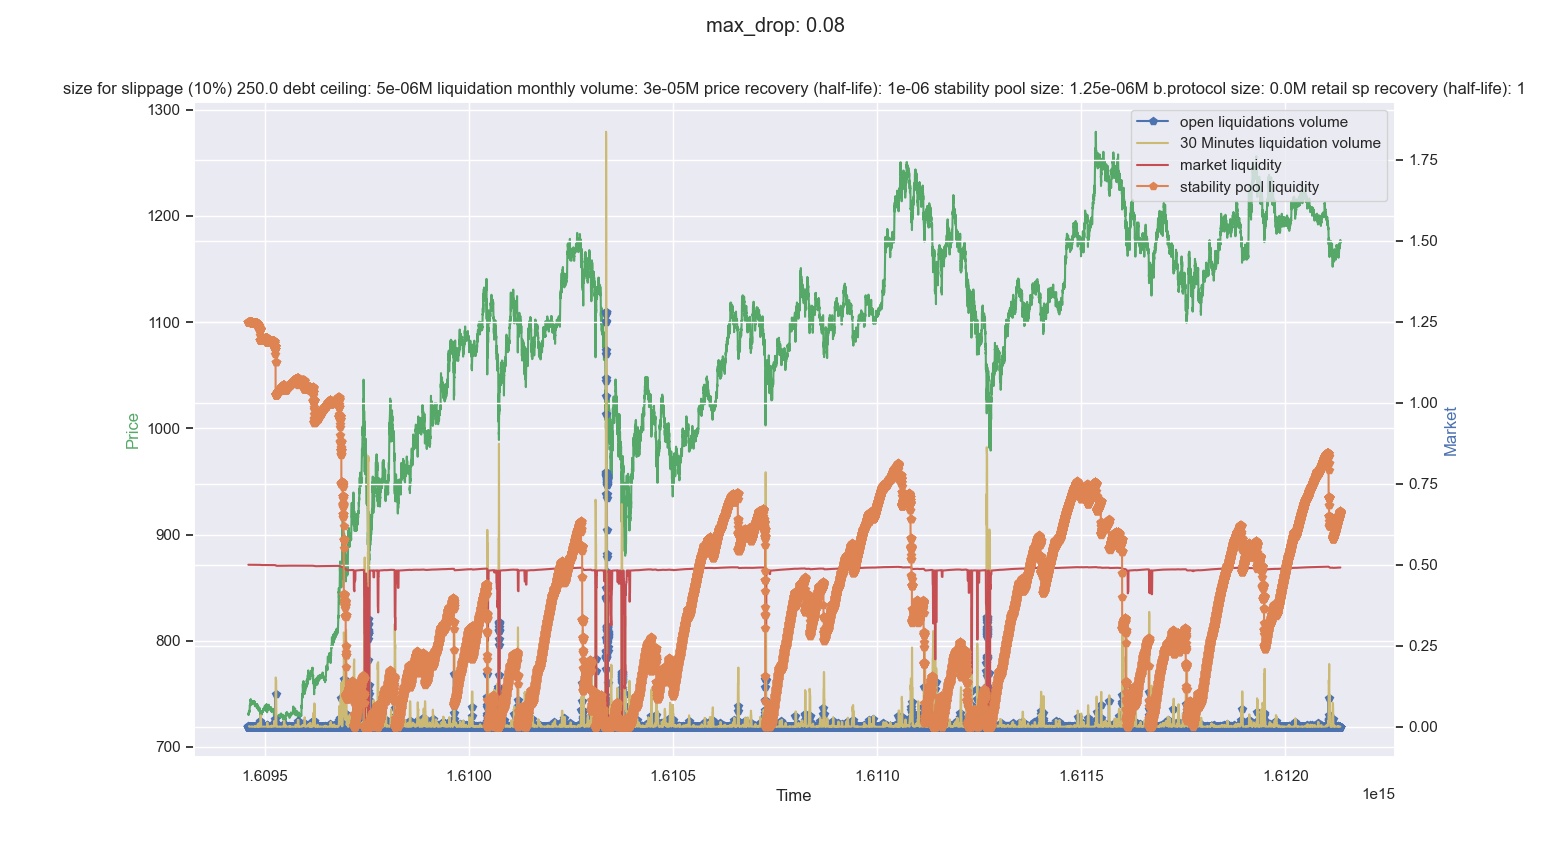 max_drop: 0.08
size for slippage (10%) 250.0 debt ceiling: 5e-06M liquidation monthly volume: 3e-05M price recovery (half-life): 1e-06 stability pool size: 1.25e-06M b.protocol size: 0.0M retail sp recovery (half-life): 1
open liquidations volume
30 Minutes liquidation volume
market liquidity
stability pool liquidity
1300
1200
1100
1000
900
800
700
Price
1.75
1.50
1.25
1.00
0.75
0.50
0.25
0.00
Market
1.6095 1.6100 1.6105 1.6110 1.6115 1.6120
Time
1e15